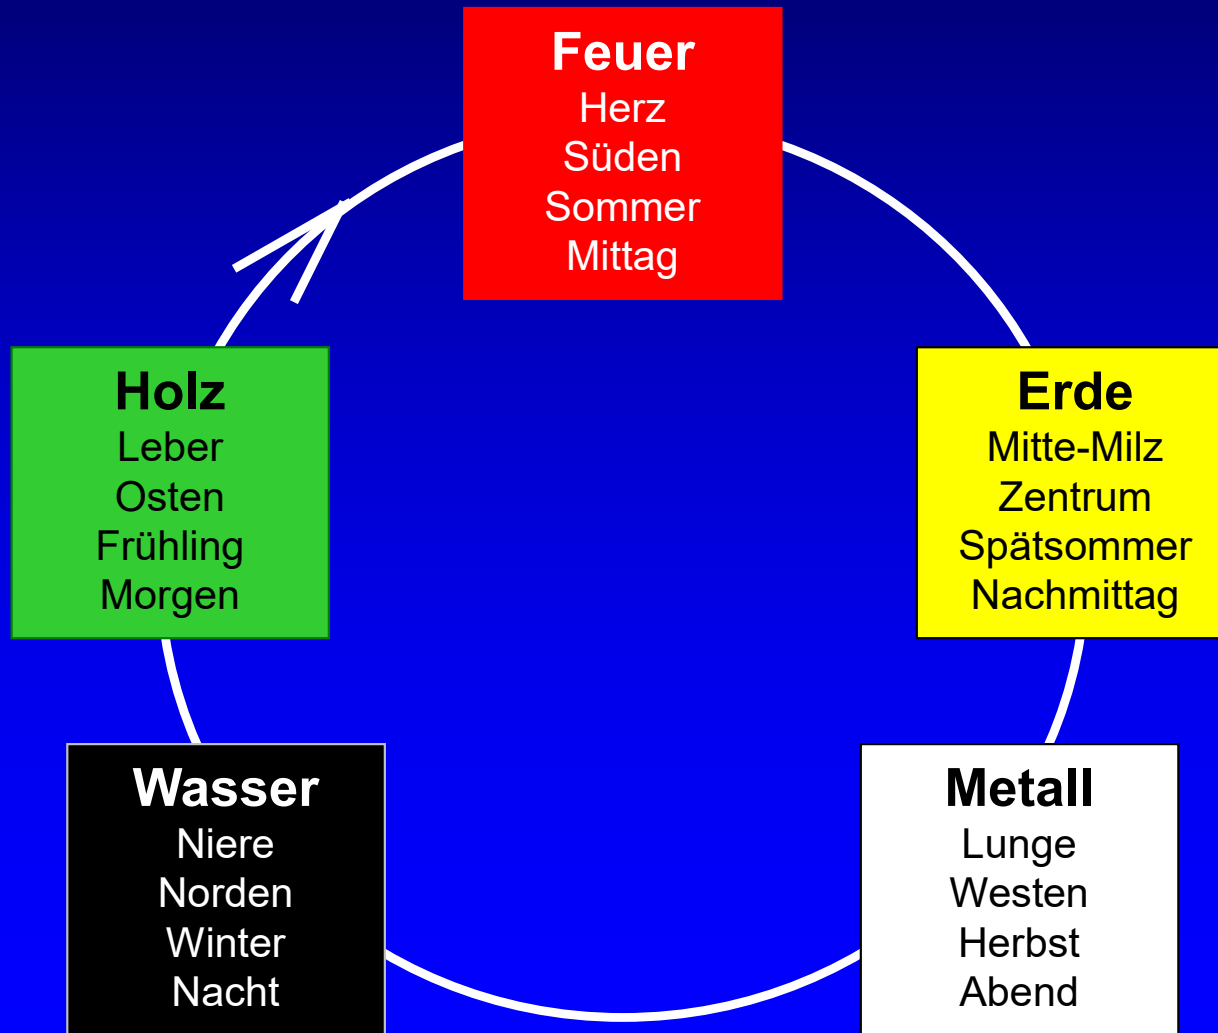 Feuer
Herz
Süden
Sommer
Mittag
Holz
Leber
Osten
Frühling
Morgen
Erde
Mitte-Milz
Zentrum
Spätsommer
Nachmittag
Wasser
Niere
Norden
Winter
Nacht
Metall
Lunge
Westen
Herbst
Abend